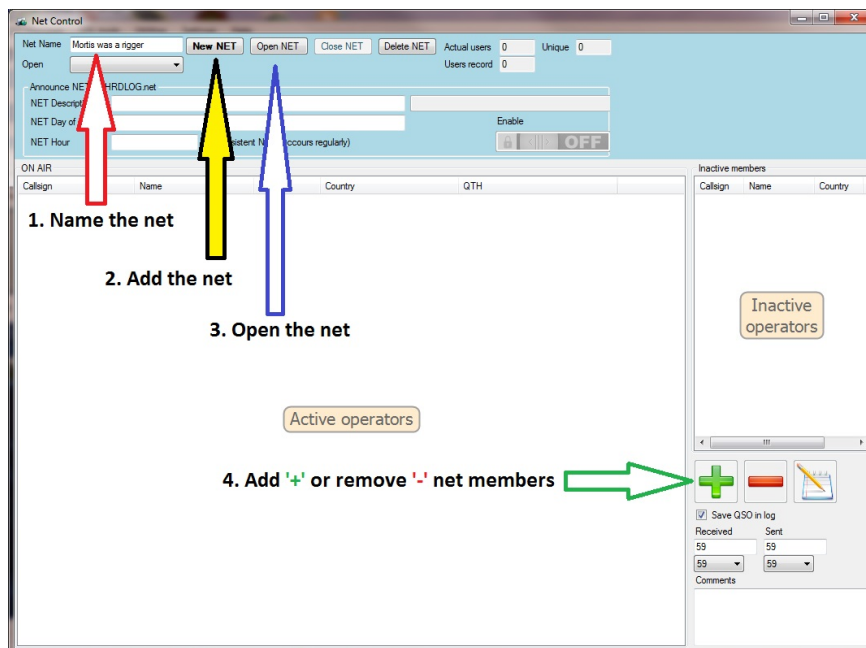 Net Control
Net Name Mortis was a rigger New NET Open NET Close NET Delete NET Actual users 0 Unique 0
Open Users record 0
Announce NET HRDLOG.net
NET Descripti
NET Day of Enable
NET Hour sistent N occours regularly) OFF
ON AIR Inactive members
Callsign Name Country QTH Callsign Name Country
1. Name the net
2. Add the net
3. Open the net
Inactive
operators
Active operators
4. Add '+' or remove '-' net members
Save QSO in log
Received Sent
59 59
59 59
Comments